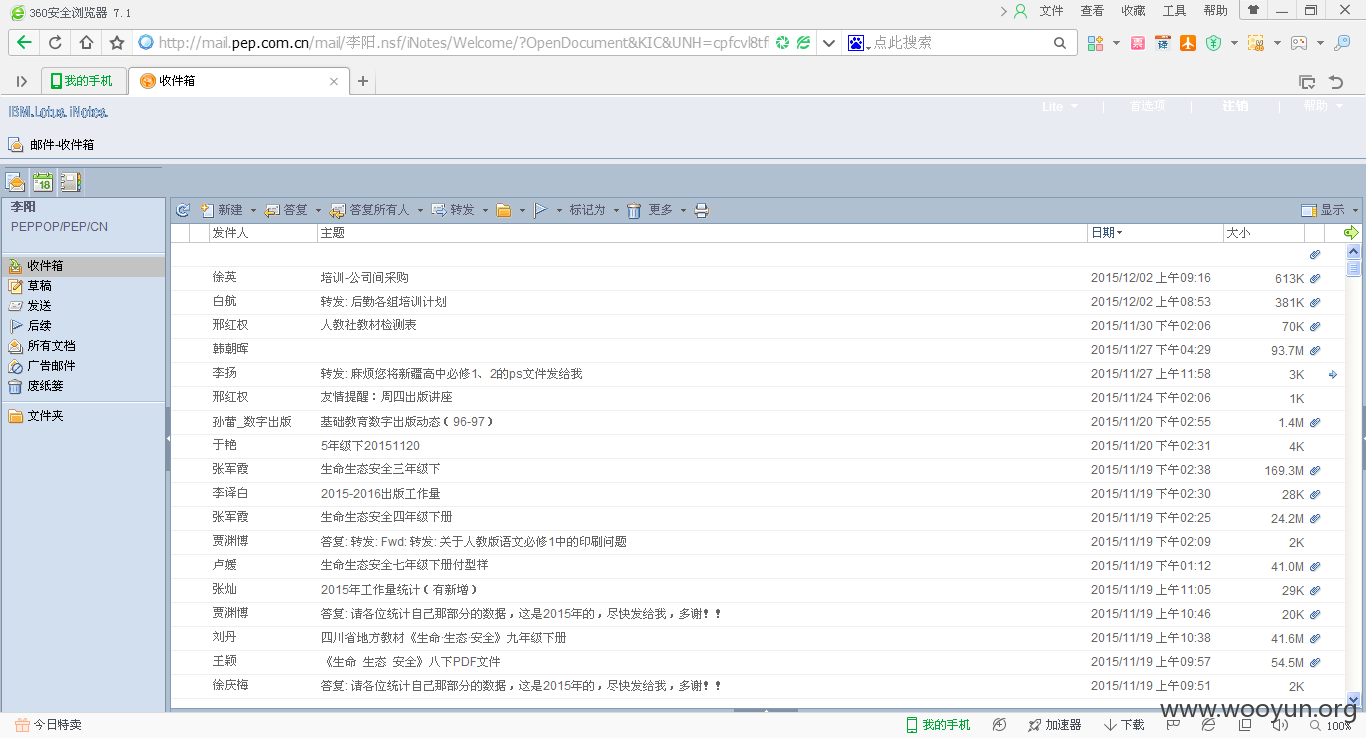 360安全浏览器 7.1 文件 查看 收藏 工具 帮助
http://mail.pep.com.cn/mail/李阳.nsf/iNotes/Welcome/?OpenDocument&KIC&UNH=cpfcvl8tfl 点此搜索
我的手机 收件箱
IBM.Lotus.iNotes. Lite 首选项 注销 帮助
邮件-收件箱
18
李阳
PEPPOP/PEP/CN
新建 答复 答复所有人 转发 标记为 更多 显示
发件人 主题 日期 大小
收件箱
草稿
发送
后续
所有文档
广告邮件
废纸篓
文件夹
徐英 培训-公司间采购 2015/12/02 上午09:16 613K
白航 转发: 后勤各组培训计划 2015/12/02 上午08:53 381K
邢红权 人教社教材检测表 2015/11/30 下午02:06 70K
韩朝晖 2015/11/27 下午04:29 93.7M
李扬 转发: 麻烦您将新疆高中必修1、2的ps文件发给我 2015/11/27 上午11:58 3K
邢红权 友情提醒：周四出版讲座 2015/11/24 下午02:06 1K
孙蕾_数字出版 基础教育数字出版动态（96-97） 2015/11/20 下午02:55 1.4M
于艳 5年级下20151120 2015/11/20 下午02:31 4K
张军霞 生命生态安全三年级下 2015/11/19 下午02:38 169.3M
李译白 2015-2016出版工作量 2015/11/19 下午02:30 28K
张军霞 生命生态安全四年级下册 2015/11/19 下午02:25 24.2M
贾渊博 答复: 转发: Fwd: 转发: 关于人教版语文必修1中的印刷问题 2015/11/19 下午02:09 2K
卢媛 生命生态安全七年级下册付型样 2015/11/19 下午01:12 41.0M
张灿 2015年工作量统计（有新增） 2015/11/19 上午11:05 29K
贾渊博 答复: 请各位统计自己那部分的数据，这是2015年的，尽快发给我，多谢！！ 2015/11/19 上午10:46 20K
刘丹 四川省地方教材《生命·生态·安全》九年级下册 2015/11/19 上午10:38 41.6M
王颖 《生命 生态 安全》八下PDF文件 2015/11/19 上午09:57 54.5M
徐庆梅 答复: 请各位统计自己那部分的数据，这是2015年的，尽快发给我，多谢！！ 2015/11/19 上午09:51 2K
www.wooyun.org
今日特卖 我的手机 加速器 下载 100%